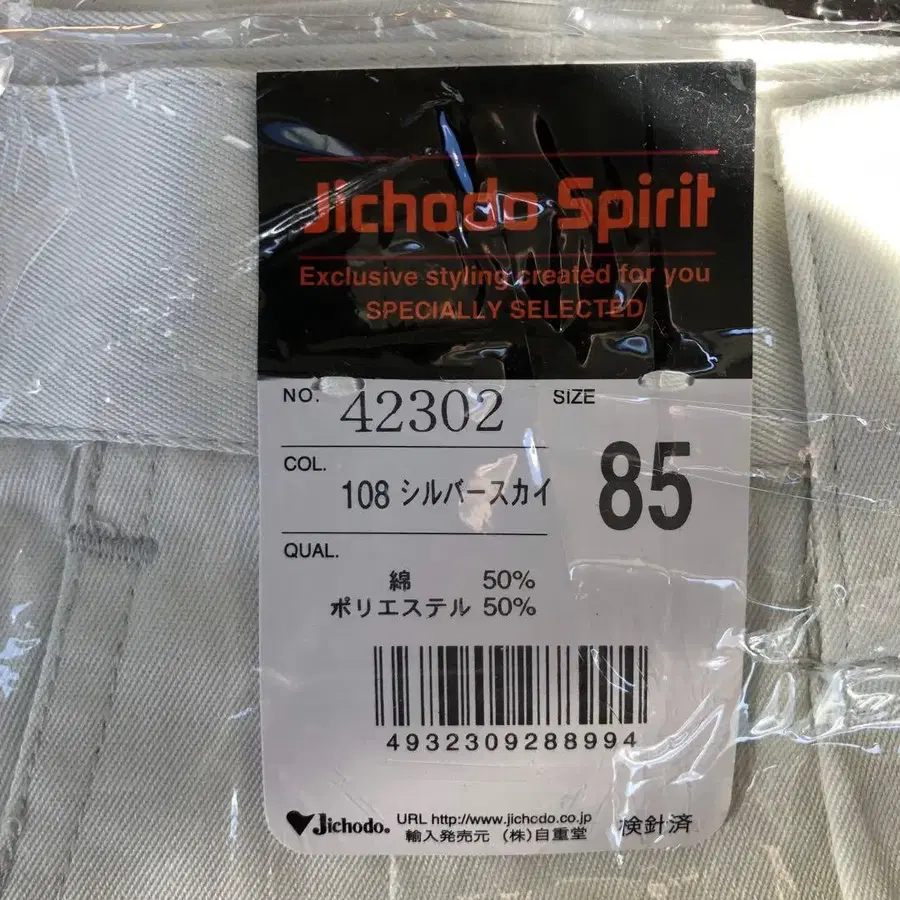 Jichodo Spirit
Exclusive styling created for you
SPECIALLY SELECTED
NO. 42302
SIZE 85
COL. 108 シルバースカイ
QUAL.
綿 50%
ポリエステル 50%
4932309288994
Jichodo® URL http://www.jichodo.co.jp
輸入発売元 (株)自重堂
検針済